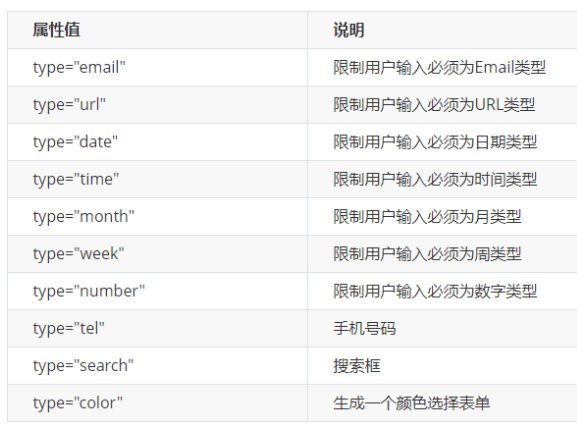 属性值 说明
type="email" 限制用户输入必须为Email类型
type="url" 限制用户输入必须为URL类型
type="date" 限制用户输入必须为日期类型
type="time" 限制用户输入必须为时间类型
type="month" 限制用户输入必须为月类型
type="week" 限制用户输入必须为周类型
type="number" 限制用户输入必须为数字类型
type="tel" 手机号码
type="search" 搜索框
type="color" 生成一个颜色选择表单